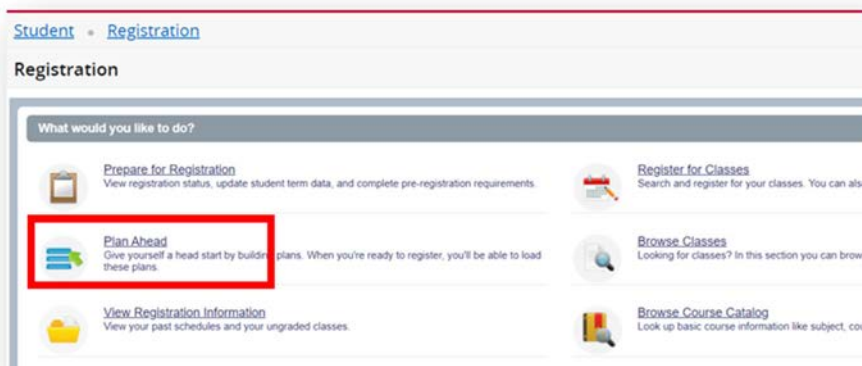 Student • Registration
Registration
What would you like to do?
Prepare for Registration
View registration status, update student term data, and complete pre-registration requirements.
Plan Ahead
Give yourself a head start by building plans. When you're ready to register, you'll be able to load
these plans.
View Registration Information
View your past schedules and your ungraded classes.
Register for Classes
Search and register for your classes. You can als
Browse Classes
Looking for classes? In this section you can brow
Browse Course Catalog
Look up basic course information like subject, co